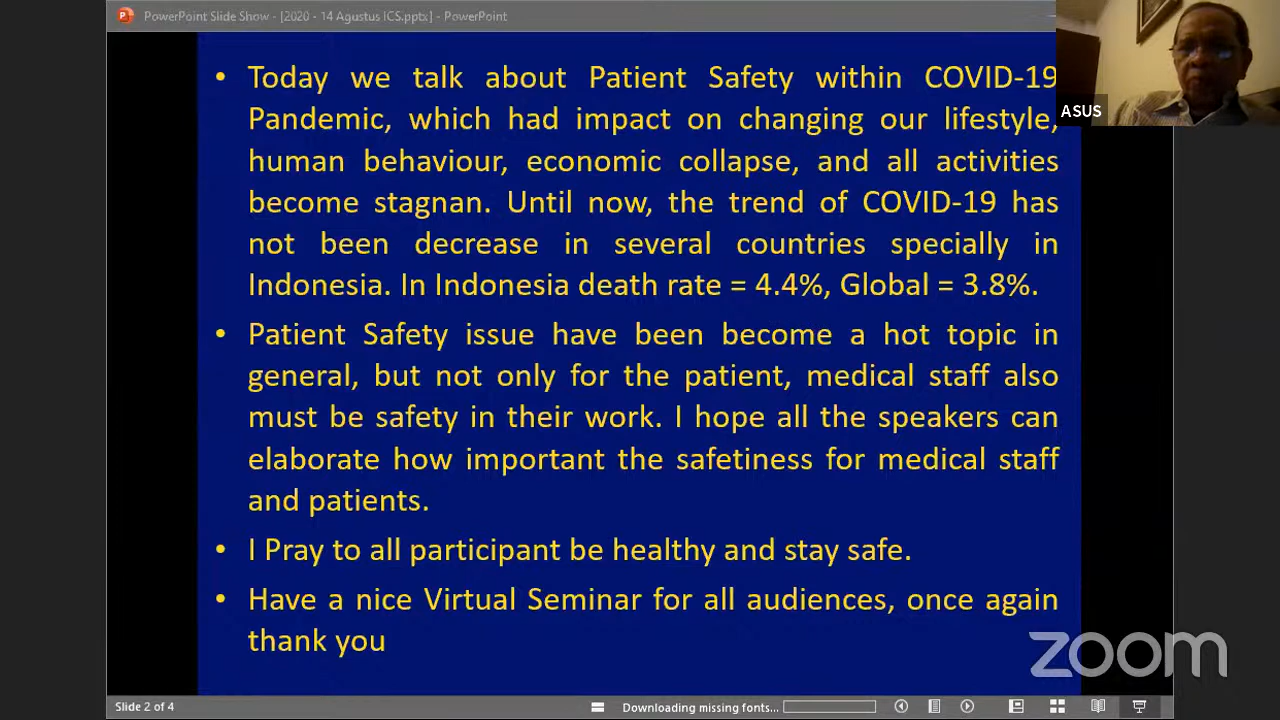 PowerPoint Slide Show - [2020 - 14 Agustus ICS.pptx] - PowerPoint
ASUS
• Today we talk about Patient Safety within COVID-19
Pandemic, which had impact on changing our lifestyle,
human behaviour, economic collapse, and all activities
become stagnan. Until now, the trend of COVID-19 has
not been decrease in several countries specially in
Indonesia. In Indonesia death rate = 4.4%, Global = 3.8%.
• Patient Safety issue have been become a hot topic in
general, but not only for the patient, medical staff also
must be safety in their work. I hope all the speakers can
elaborate how important the safetiness for medical staff
and patients.
• I Pray to all participant be healthy and stay safe.
• Have a nice Virtual Seminar for all audiences, once again
thank you
zoom
Slide 2 of 4
Downloading missing fonts...